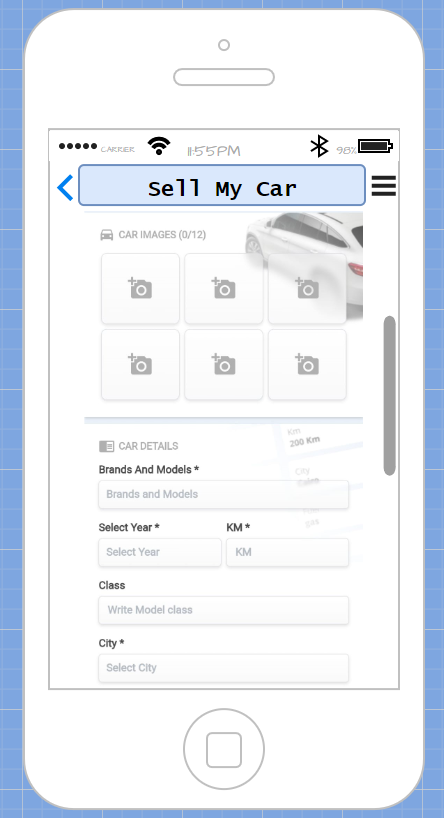 CARRIER 11:55PM 98%
Sell My Car
CAR IMAGES (0/12)
Km
200 Km
City
CAR DETAILS
Brands And Models *
Brands and Models
Select Year * KM *
Select Year KM
Class
Write Model class
City *
Select City